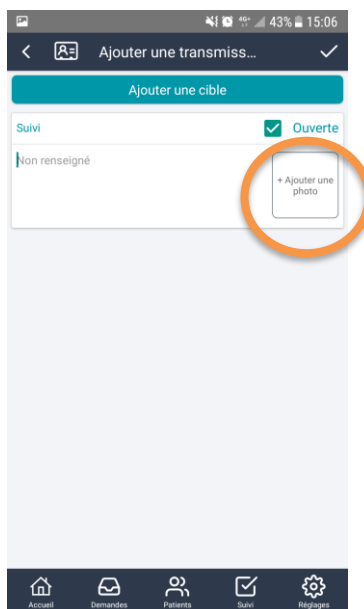 4G+ 43% 15:06
Ajouter une transmiss...
Ajouter une cible
Suivi Ouverte
Non renseigné
+ Ajouter une
photo
Accueil Demandes Patients Suivi Réglages